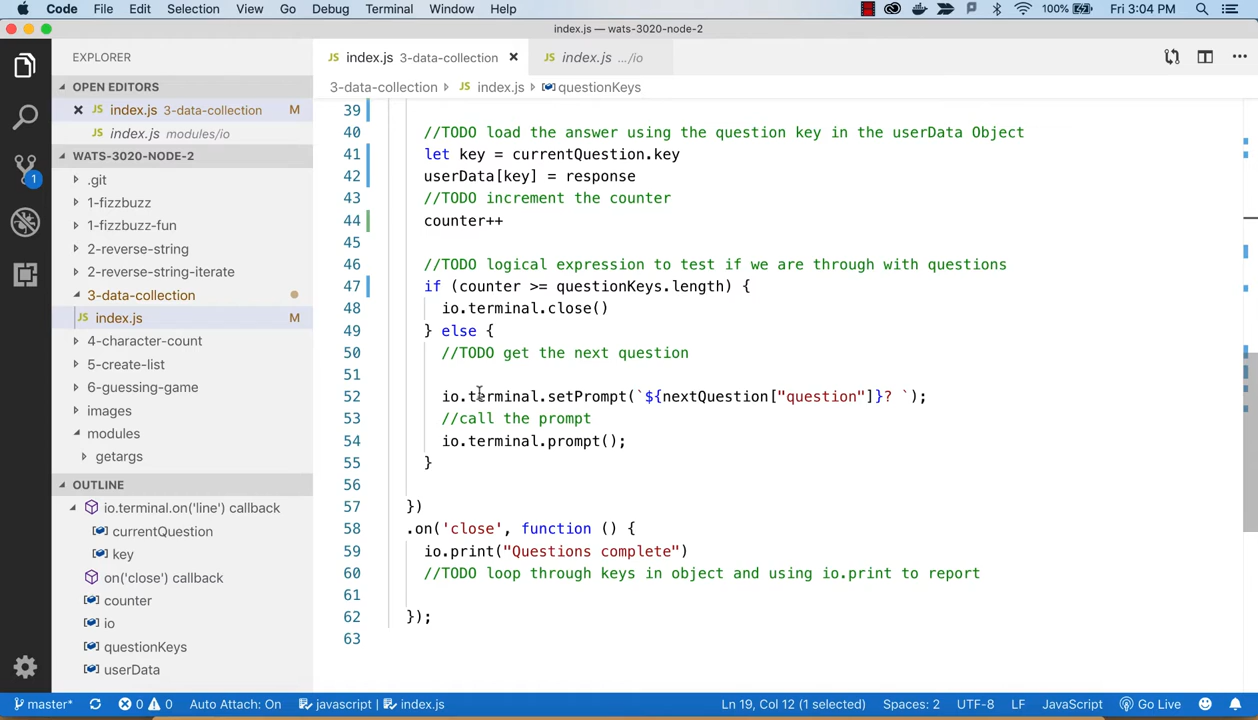 Code File Edit Selection View Go Debug Terminal Window Help 100% Fri 3:04 PM
index.js — wats-3020-node-2
EXPLORER
OPEN EDITORS
index.js 3-data-collection M
index.js modules/io
WATS-3020-NODE-2
.git
1-fizzbuzz
1-fizzbuzz-fun
2-reverse-string
2-reverse-string-iterate
3-data-collection
index.js M
4-character-count
5-create-list
6-guessing-game
images
modules
getargs
OUTLINE
io.terminal.on('line') callback
currentQuestion
key
on('close') callback
counter
io
questionKeys
userData
1
index.js 3-data-collection
index.js .../io
3-data-collection > index.js > questionKeys
39
40 //TODO load the answer using the question key in the userData Object
41 let key = currentQuestion.key
42 userData[key] = response
43 //TODO increment the counter
44 counter++
45
46 //TODO logical expression to test if we are through with questions
47 if (counter >= questionKeys.length) {
48 io.terminal.close()
49 } else {
50 //TODO get the next question
51
52 io.terminal.setPrompt(`${nextQuestion["question"]}? `);
53 //call the prompt
54 io.terminal.prompt();
55 }
56
57 })
58 .on('close', function () {
59 io.print("Questions complete")
60 //TODO loop through keys in object and using io.print to report
61
62 });
63
master* 0 0 Auto Attach: On javascript index.js Ln 19, Col 12 (1 selected) Spaces: 2 UTF-8 LF JavaScript Go Live